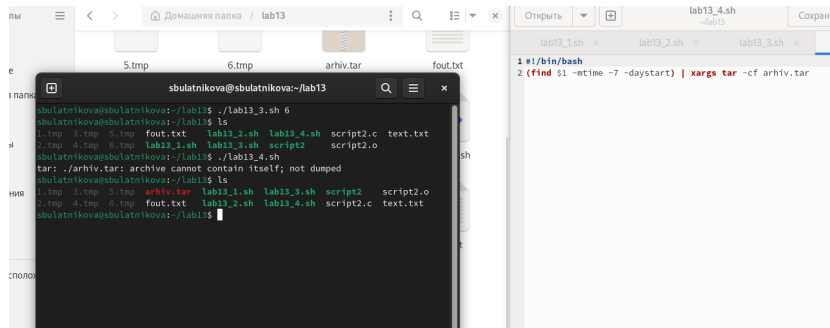 лы
Домашняя папка / lab13
Открыть
lab13_4.sh
~/lab13
Сохран
lab13_1.sh ×
lab13_2.sh ×
lab13_3.sh ×
5.tmp
6.tmp
arhiv.tar
fout.txt
1 #!/bin/bash
2 (find $1 -mtime -7 -daystart) | xargs tar -cf arhiv.tar
е
я папка
ы
ния
сполож
sh
t
sbulatnikova@sbulatnikova:~/lab13
sbulatnikova@sbulatnikova:~/lab13$ ./lab13_3.sh 6
sbulatnikova@sbulatnikova:~/lab13$ ls
1.tmp 3.tmp 5.tmp fout.txt lab13_2.sh lab13_4.sh script2.c text.txt
2.tmp 4.tmp 6.tmp lab13_1.sh lab13_3.sh script2 script2.o
sbulatnikova@sbulatnikova:~/lab13$ ./lab13_4.sh
tar: ./arhiv.tar: archive cannot contain itself; not dumped
sbulatnikova@sbulatnikova:~/lab13$ ls
1.tmp 3.tmp 5.tmp arhiv.tar lab13_1.sh lab13_3.sh script2 script2.o
2.tmp 4.tmp 6.tmp fout.txt lab13_2.sh lab13_4.sh script2.c text.txt
sbulatnikova@sbulatnikova:~/lab13$